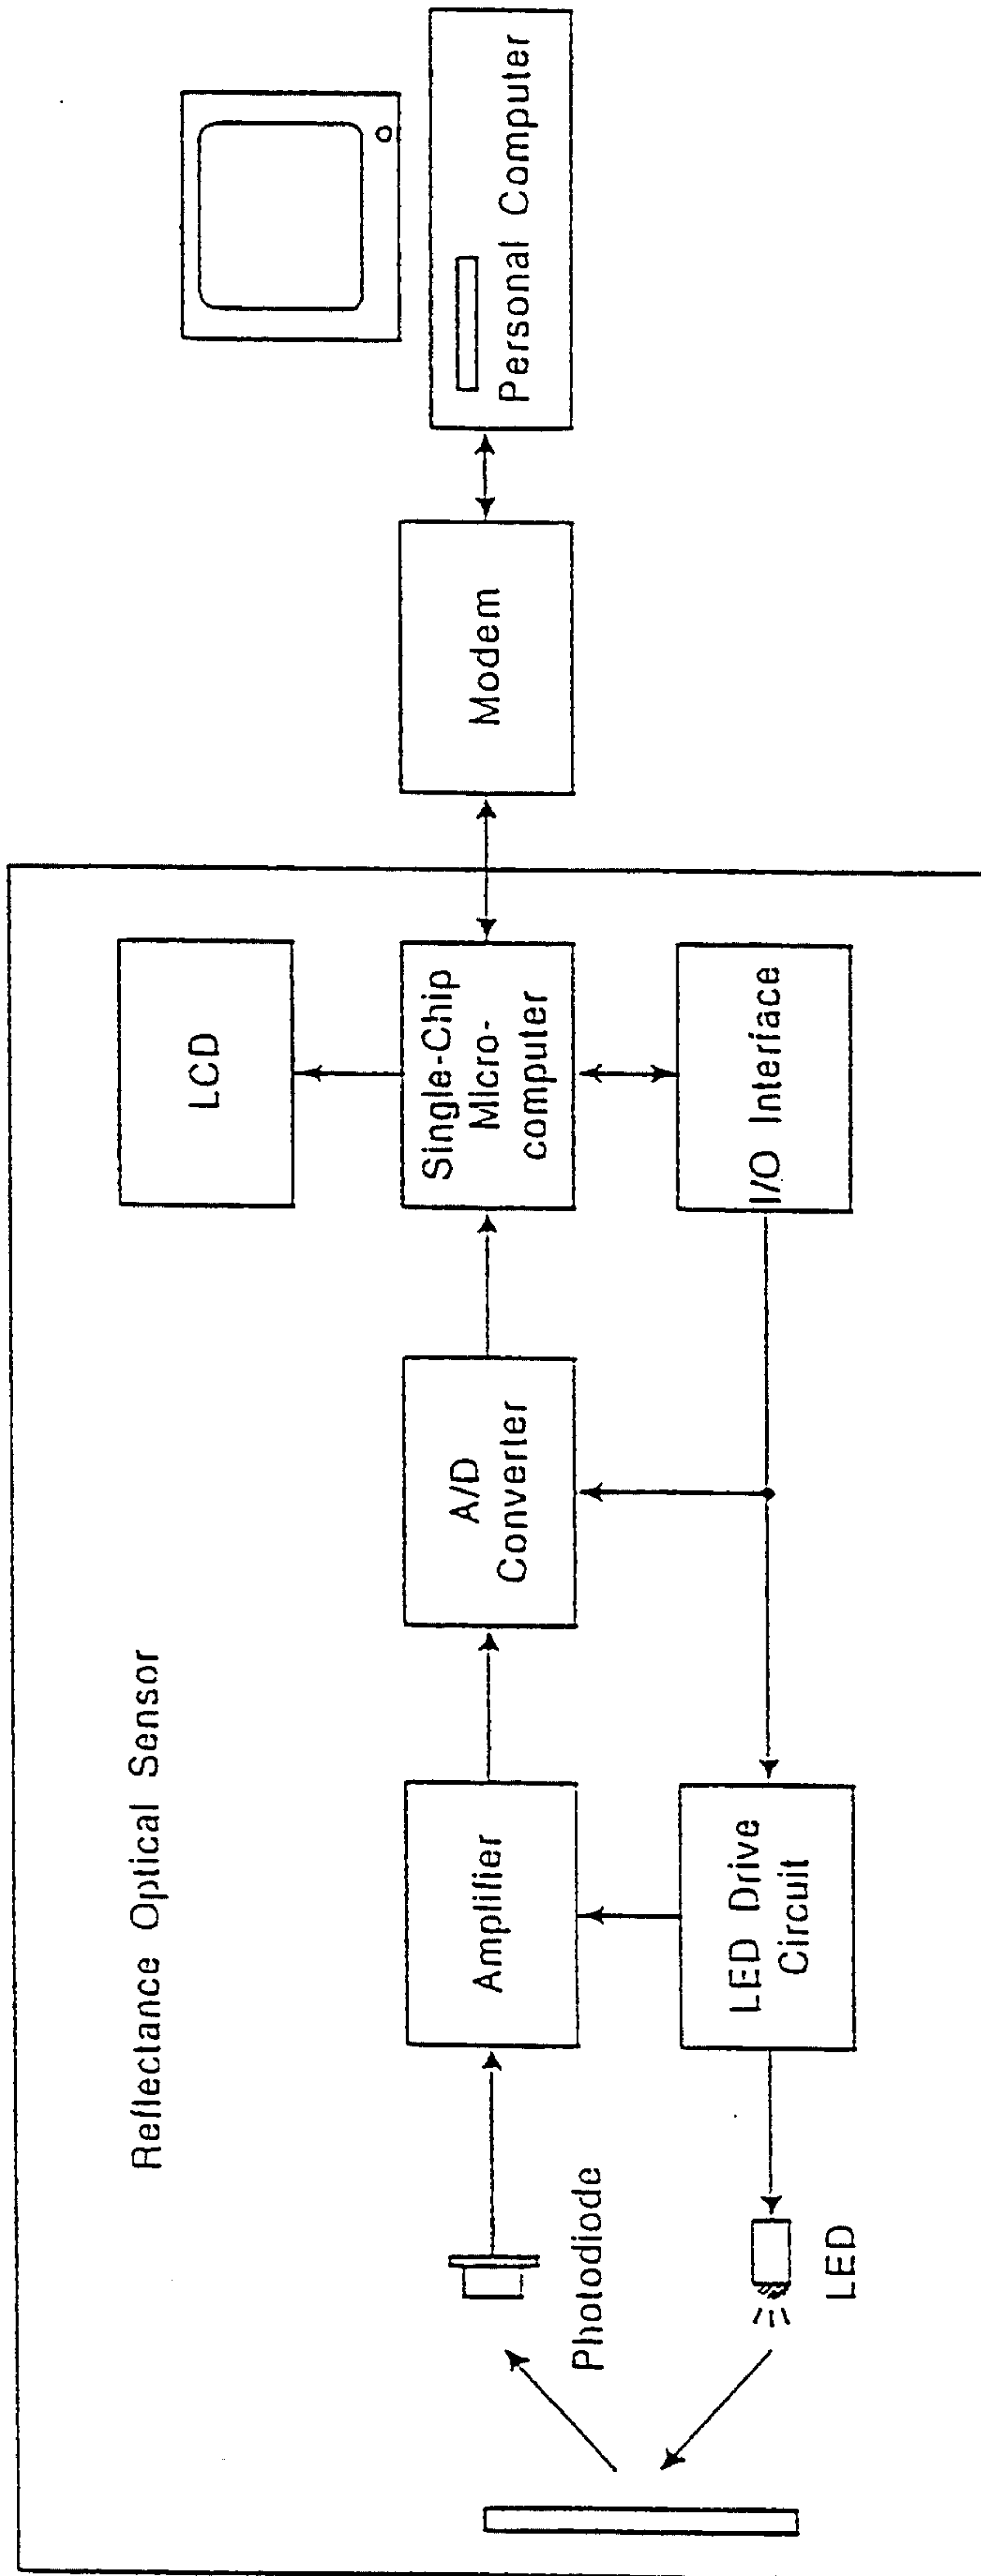 Reflectance Optical Sensor
Photodiode
LED
Amplifier
LED Drive
Circuit
A/D
Converter
LCD
Single-Chip
Micro-
computer
I/O Interface
Modem
Personal Computer